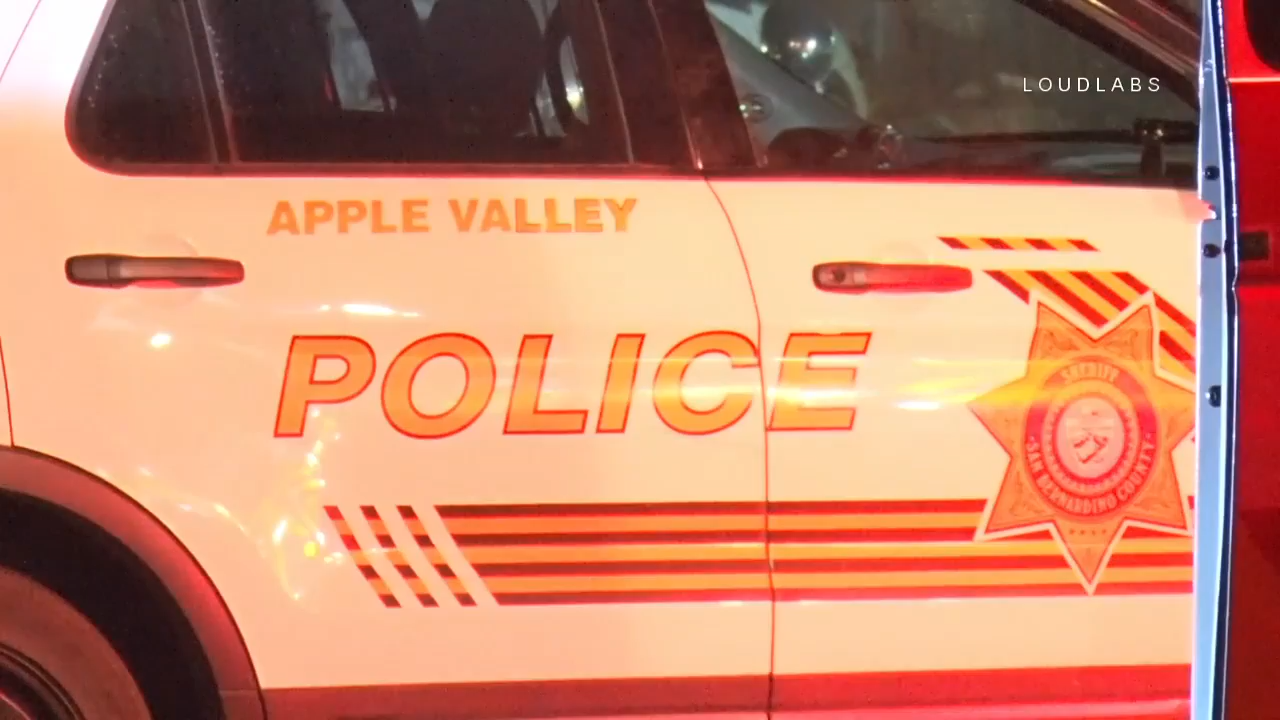 LOUDLABS
APPLE VALLEY
POLICE
SHERIFF
SAN BERNARDINO COUNTY